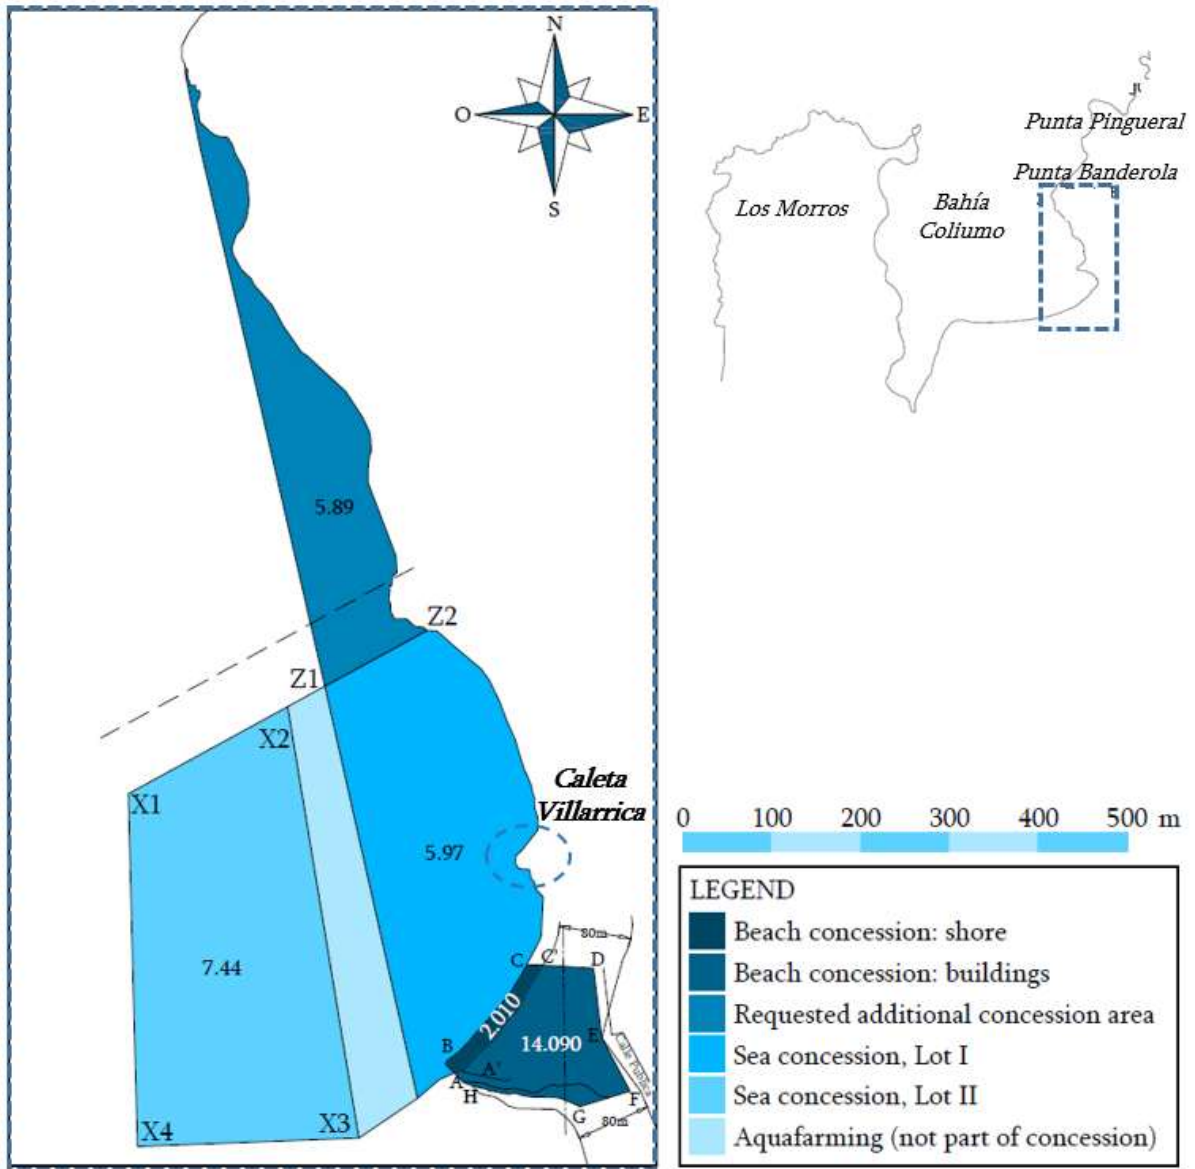 N
O
E
S
5.89
Z2
Z1
X2
X1
Caleta
Villarrica
5.97
7.44
80m
C
C'
D
2.010
14.090
E
B
A'
A
H
Calle Publica
F
G
80m
X3
X4
Punta Pingueral
Punta Banderola
Los Morros
Bahía
Coliumo
0 100 200 300 400 500 m
LEGEND
Beach concession: shore
Beach concession: buildings
Requested additional concession area
Sea concession, Lot I
Sea concession, Lot II
Aquafarming (not part of concession)